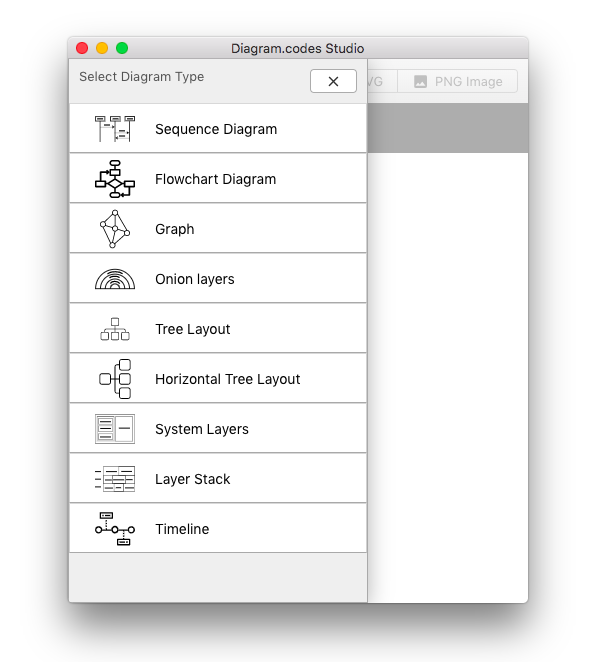 Diagram.codes Studio
Select Diagram Type
VG
PNG Image
Sequence Diagram
Flowchart Diagram
Graph
Onion layers
Tree Layout
Horizontal Tree Layout
System Layers
Layer Stack
Timeline